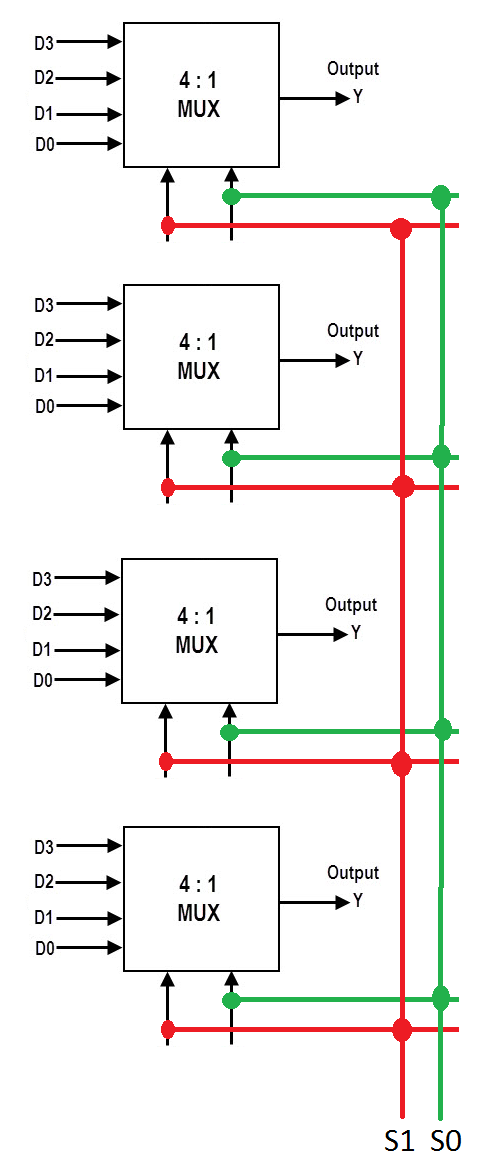 D3
D2
D1
D0
4 : 1
MUX
Output
Y
D3
D2
D1
D0
4 : 1
MUX
Output
Y
D3
D2
D1
D0
4 : 1
MUX
Output
Y
D3
D2
D1
D0
4 : 1
MUX
Output
Y
S1 S0